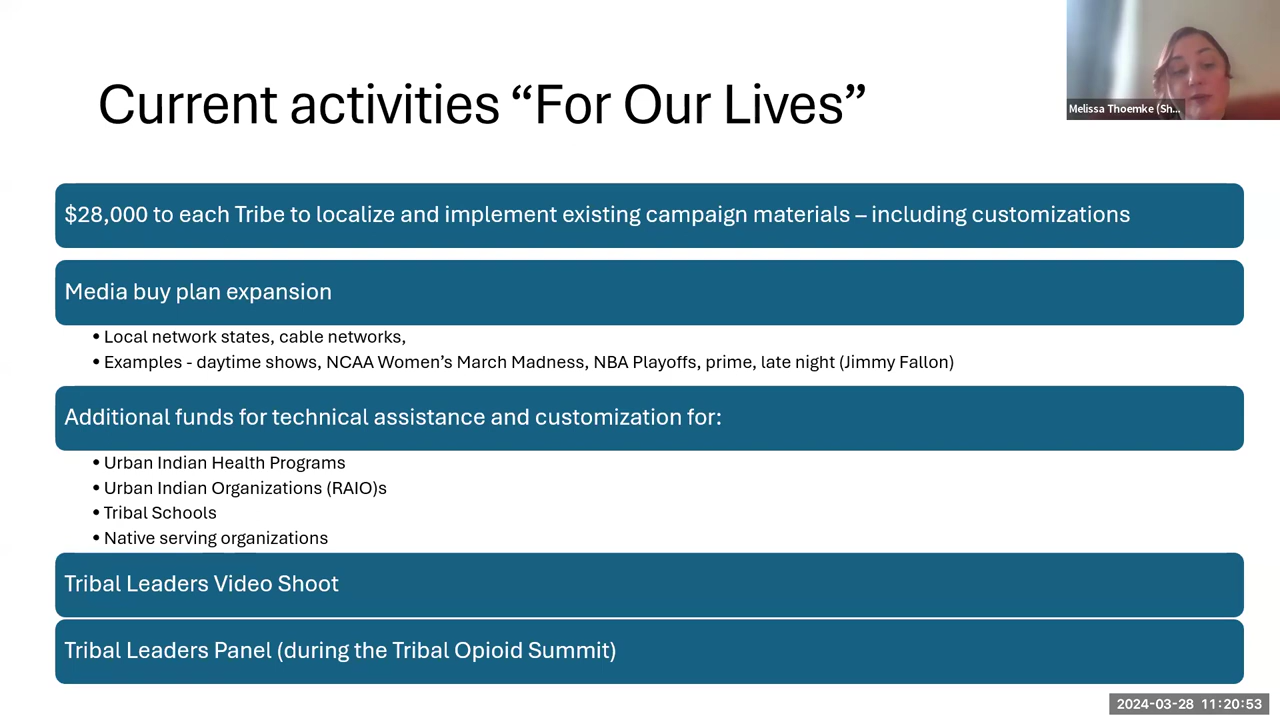 Current activities “For Our Lives”
Melissa Thoemke (Sh...
$28,000 to each Tribe to localize and implement existing campaign materials – including customizations
Media buy plan expansion
• Local network states, cable networks,
• Examples - daytime shows, NCAA Women’s March Madness, NBA Playoffs, prime, late night (Jimmy Fallon)
Additional funds for technical assistance and customization for:
• Urban Indian Health Programs
• Urban Indian Organizations (RAIO)s
• Tribal Schools
• Native serving organizations
Tribal Leaders Video Shoot
Tribal Leaders Panel (during the Tribal Opioid Summit)
2024-03-28 11:20:53